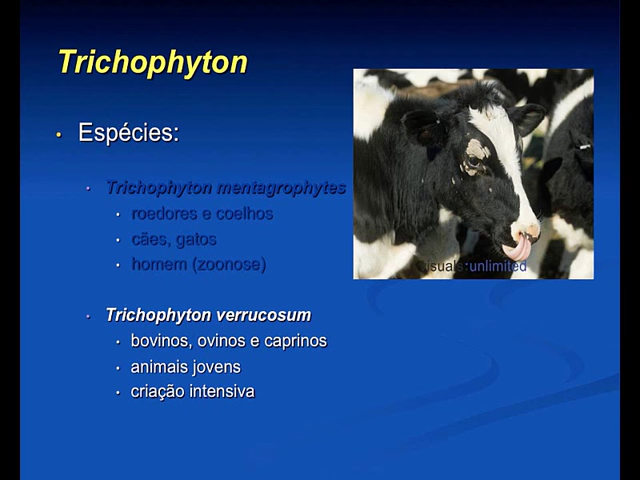 Trichophyton
• Espécies:
• Trichophyton mentagrophytes
• roedores e coelhos
• cães, gatos
• homem (zoonose)
• Trichophyton verrucosum
• bovinos, ovinos e caprinos
• animais jovens
• criação intensiva
visuals:unlimited